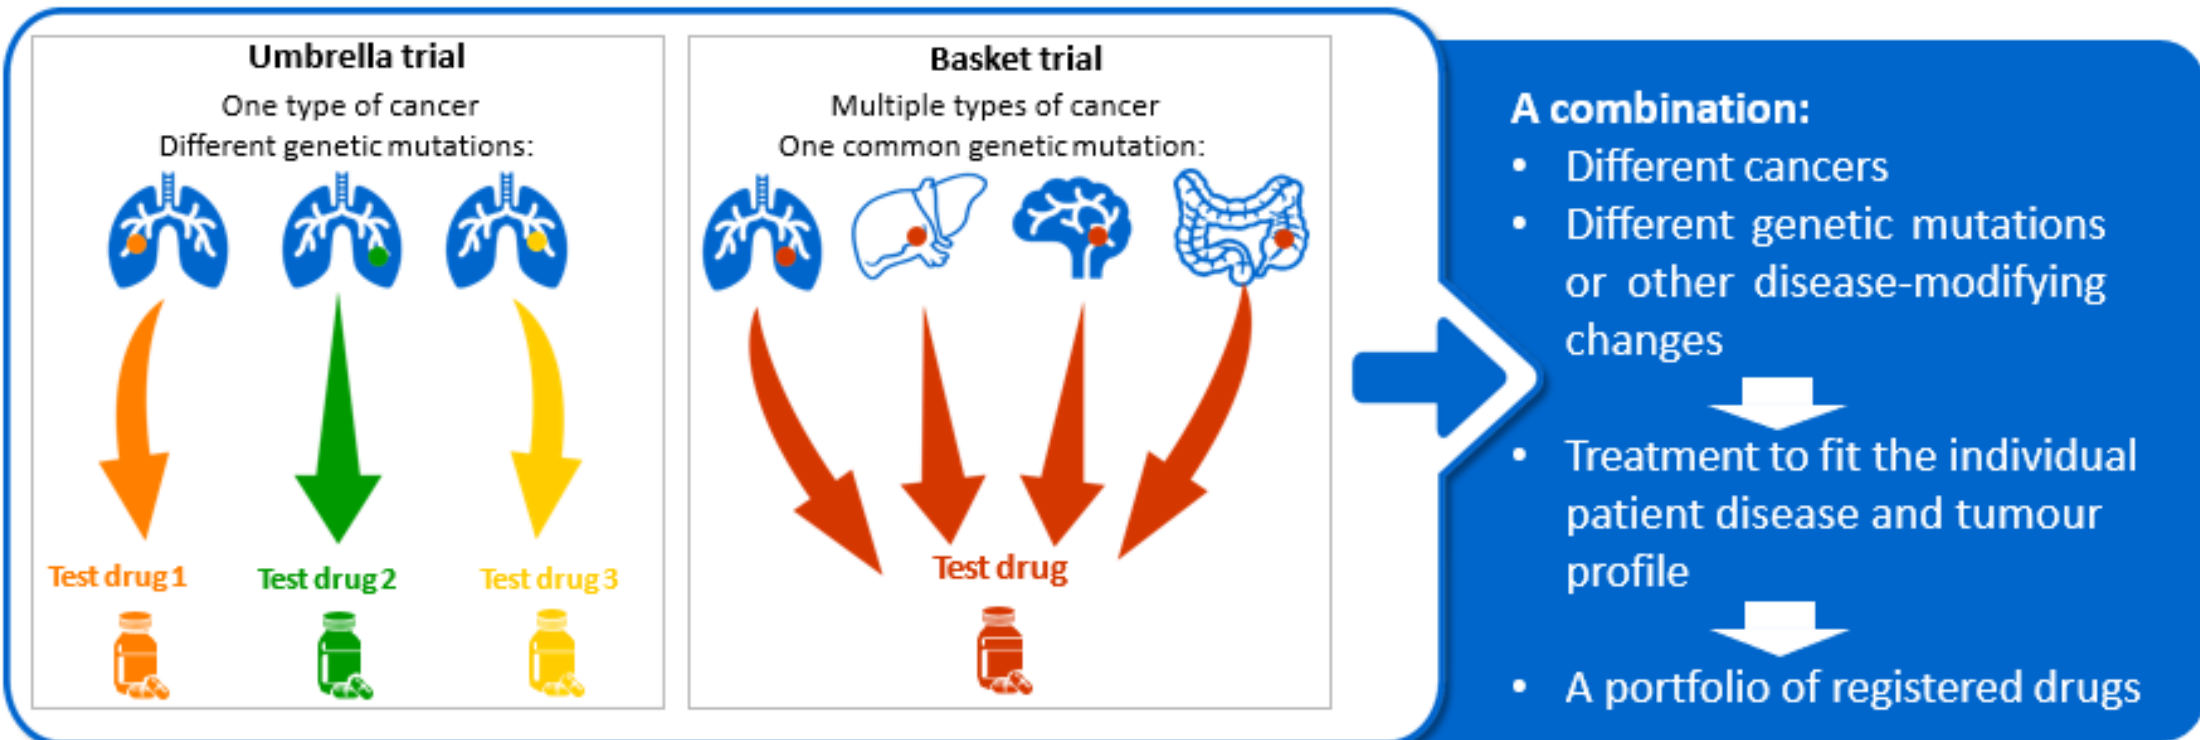 Umbrella trial
One type of cancer
Different genetic mutations:
Test drug 1
Test drug 2
Test drug 3
Basket trial
Multiple types of cancer
One common genetic mutation:
Test drug
A combination:
• Different cancers
• Different genetic mutations
or other disease-modifying
changes
• Treatment to fit the individual
patient disease and tumour
profile
• A portfolio of registered drugs